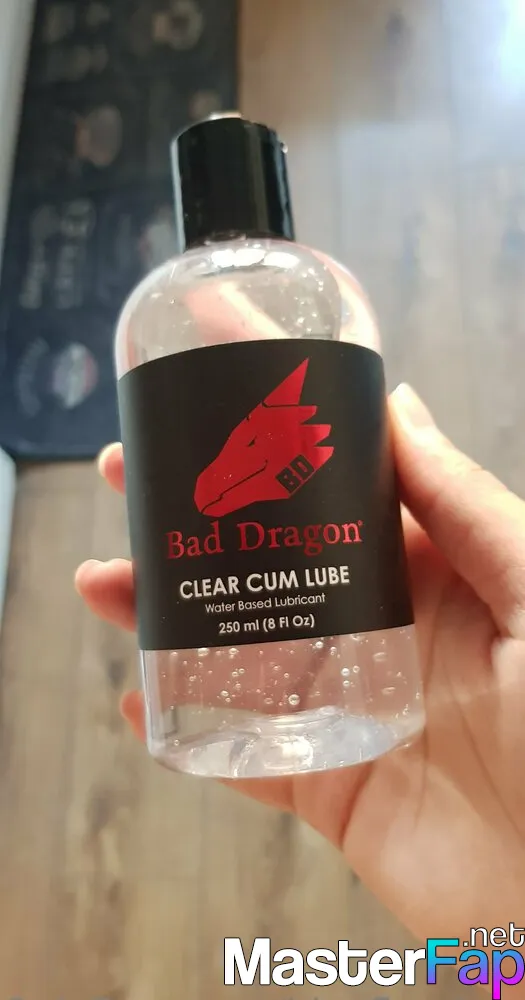 BD
Bad Dragon®
CLEAR CUM LUBE
Water Based Lubricant
250 ml (8 Fl Oz)
MasterFap.net